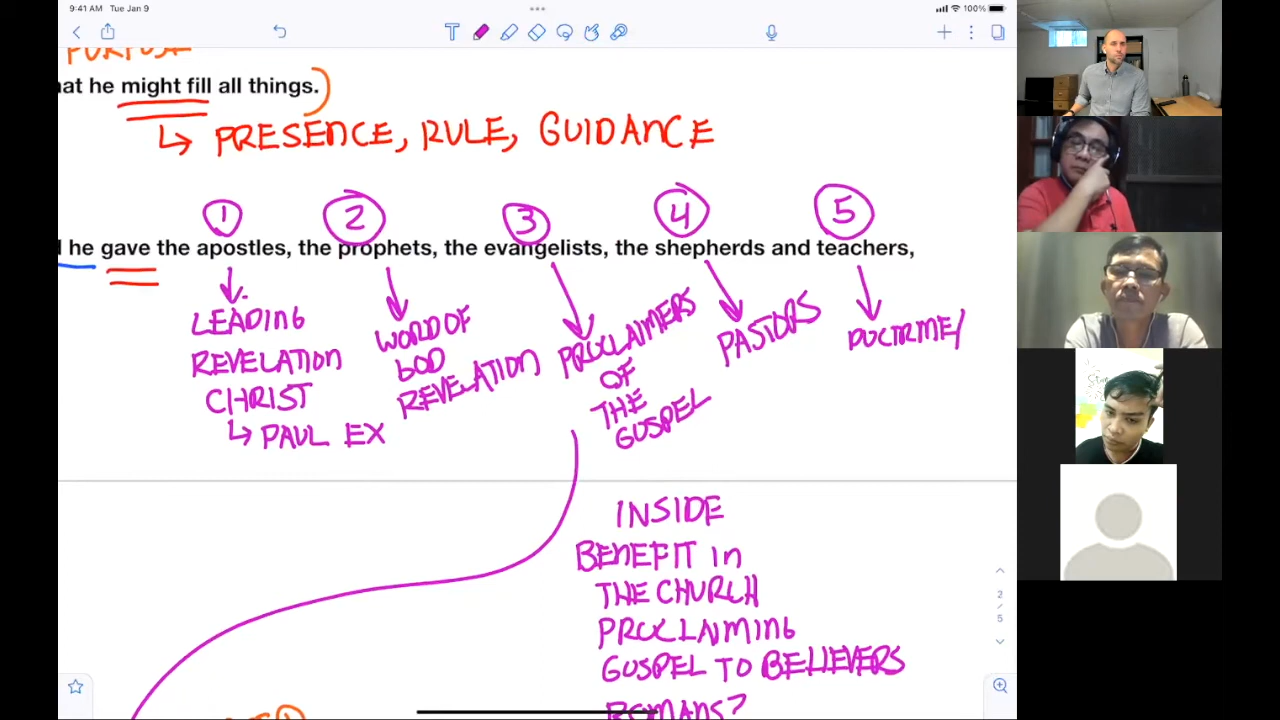 9:41 AM Tue Jan 9
100%
PURPOSE
hat he might fill all things.)
↳ PRESENCE, RULE, GUIDANCE
1 2 3 4 5
d he gave the apostles, the prophets, the evangelists, the shepherds and teachers,
LEADING
REVELATION
CHRIST
↳ PAUL EX
WORD OF
GOD
REVELATION
PROCLAIMERS
OF
THE
GOSPEL
PASTORS
DOCTRINE/
INSIDE
BENEFIT in
THE CHURCH
PROCLAIMING
GOSPEL TO BELIEVERS
ROMANS?
2
/
5